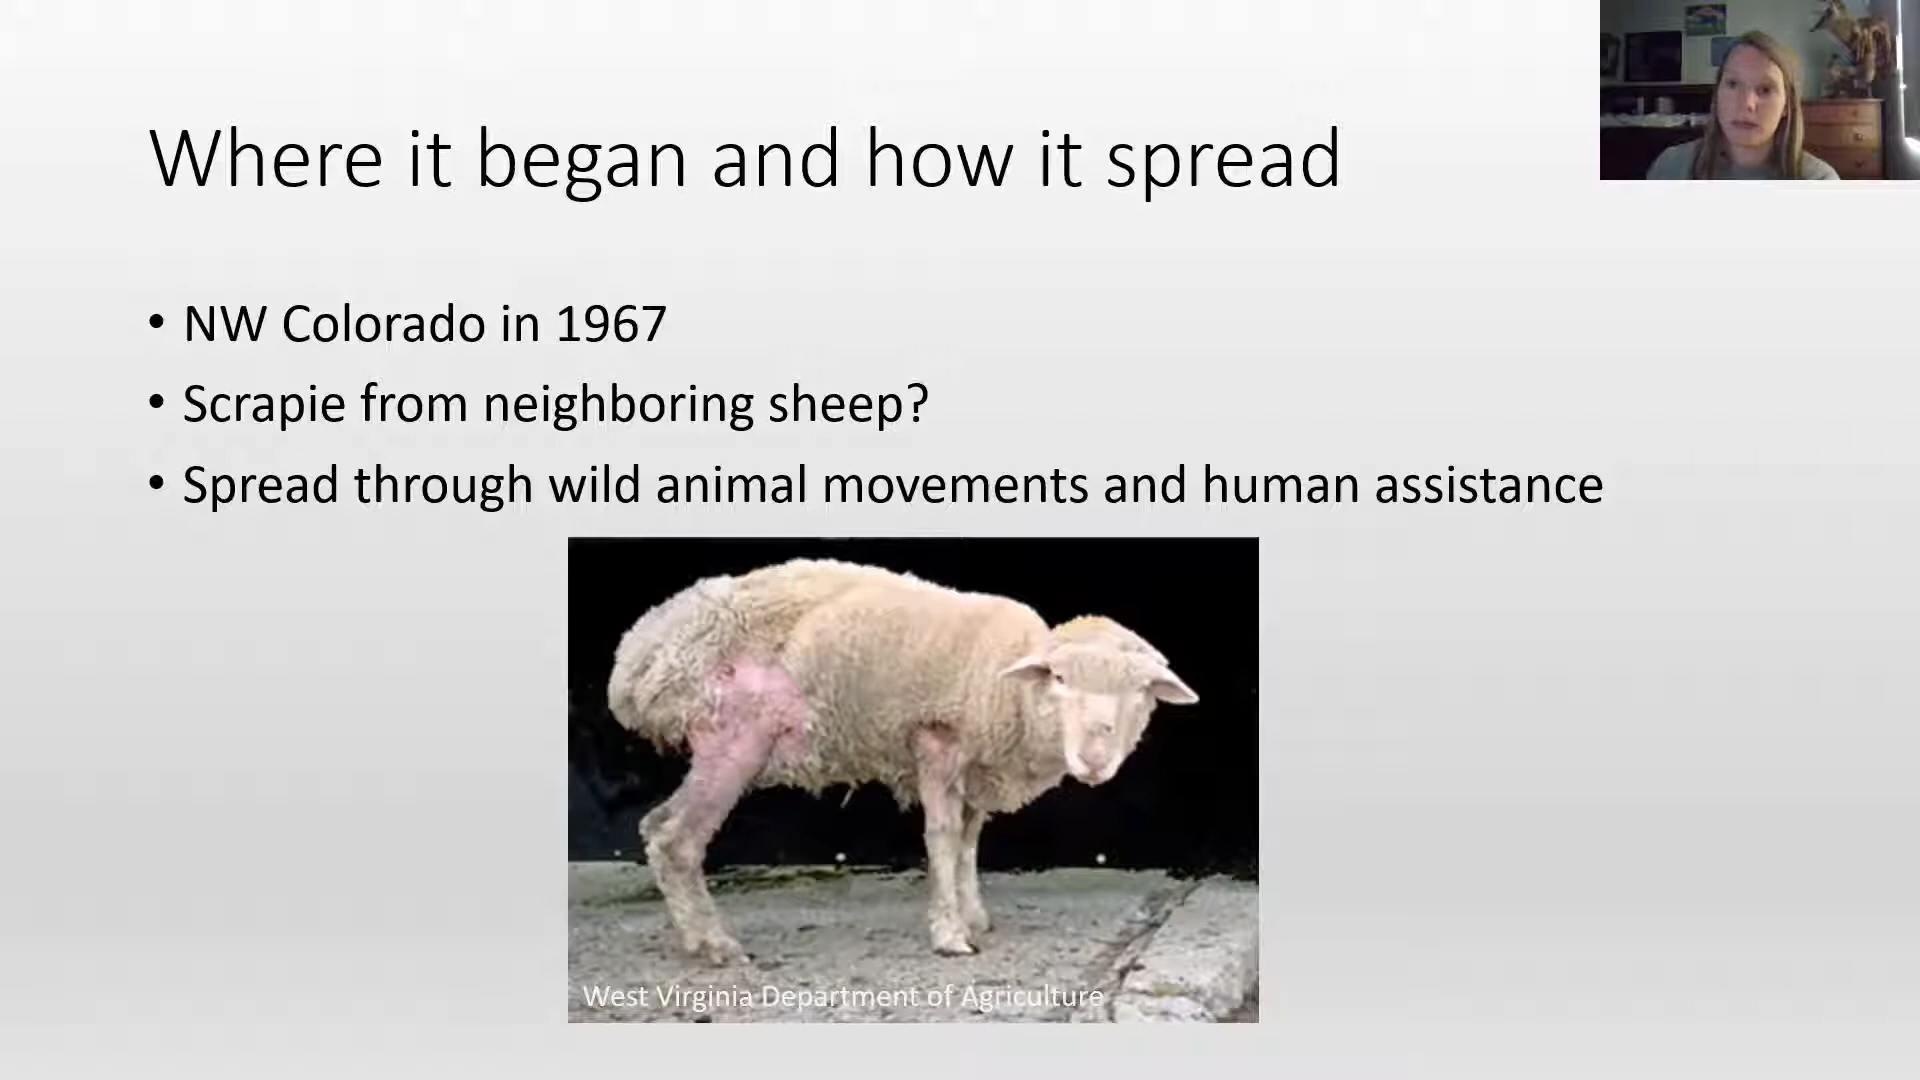 Where it began and how it spread
• NW Colorado in 1967
• Scrapie from neighboring sheep?
• Spread through wild animal movements and human assistance
West Virginia Department of Agriculture